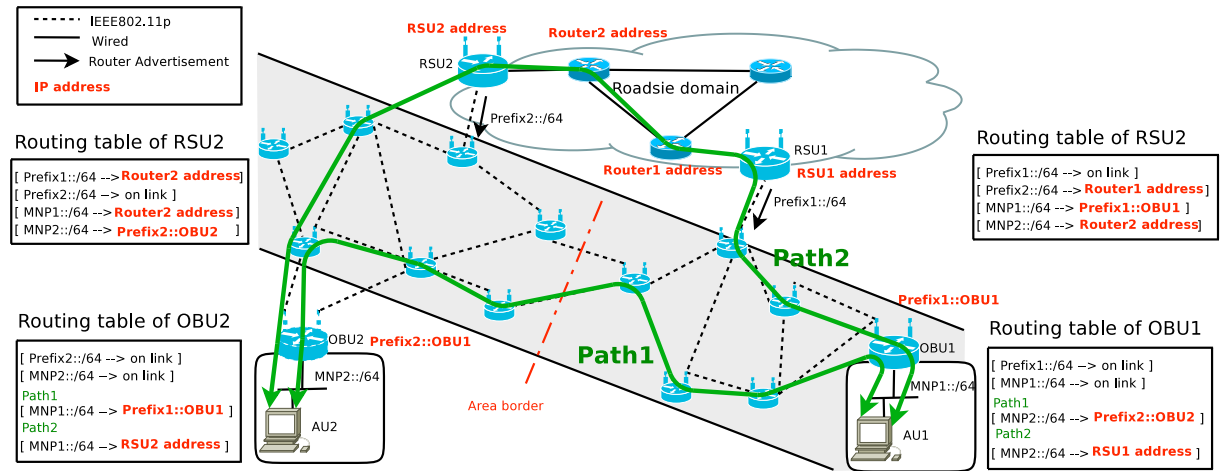 IEEE802.11p
Wired
Router Advertisement
IP address
RSU2 address
Router2 address
RSU2
Roadsie domain
Prefix2::/64
RSU1
Router1 address
RSU1 address
Prefix1::/64
Routing table of RSU2
[ Prefix1::/64 --> Router2 address]
[ Prefix2::/64 --> on link ]
[ MNP1::/64 --> Router2 address ]
[ MNP2::/64 --> Prefix2::OBU2 ]
Routing table of RSU2
[ Prefix1::/64 --> on link ]
[ Prefix2::/64 --> Router1 address]
[ MNP1::/64 --> Prefix1::OBU1 ]
[ MNP2::/64 --> Router2 address]
Path2
Path1
Area border
Prefix1::OBU1
OBU1
MNP1::/64
AU1
OBU2
Prefix2::OBU1
MNP2::/64
AU2
Routing table of OBU2
[ Prefix2::/64 --> on link ]
[ MNP2::/64 --> on link ]
Path1
[ MNP1::/64 --> Prefix1::OBU1 ]
Path2
[ MNP1::/64 --> RSU2 address ]
Routing table of OBU1
[ Prefix1::/64 --> on link ]
[ MNP1::/64 --> on link ]
Path1
[ MNP2::/64 --> Prefix2::OBU2 ]
Path2
[ MNP2::/64 --> RSU1 address ]